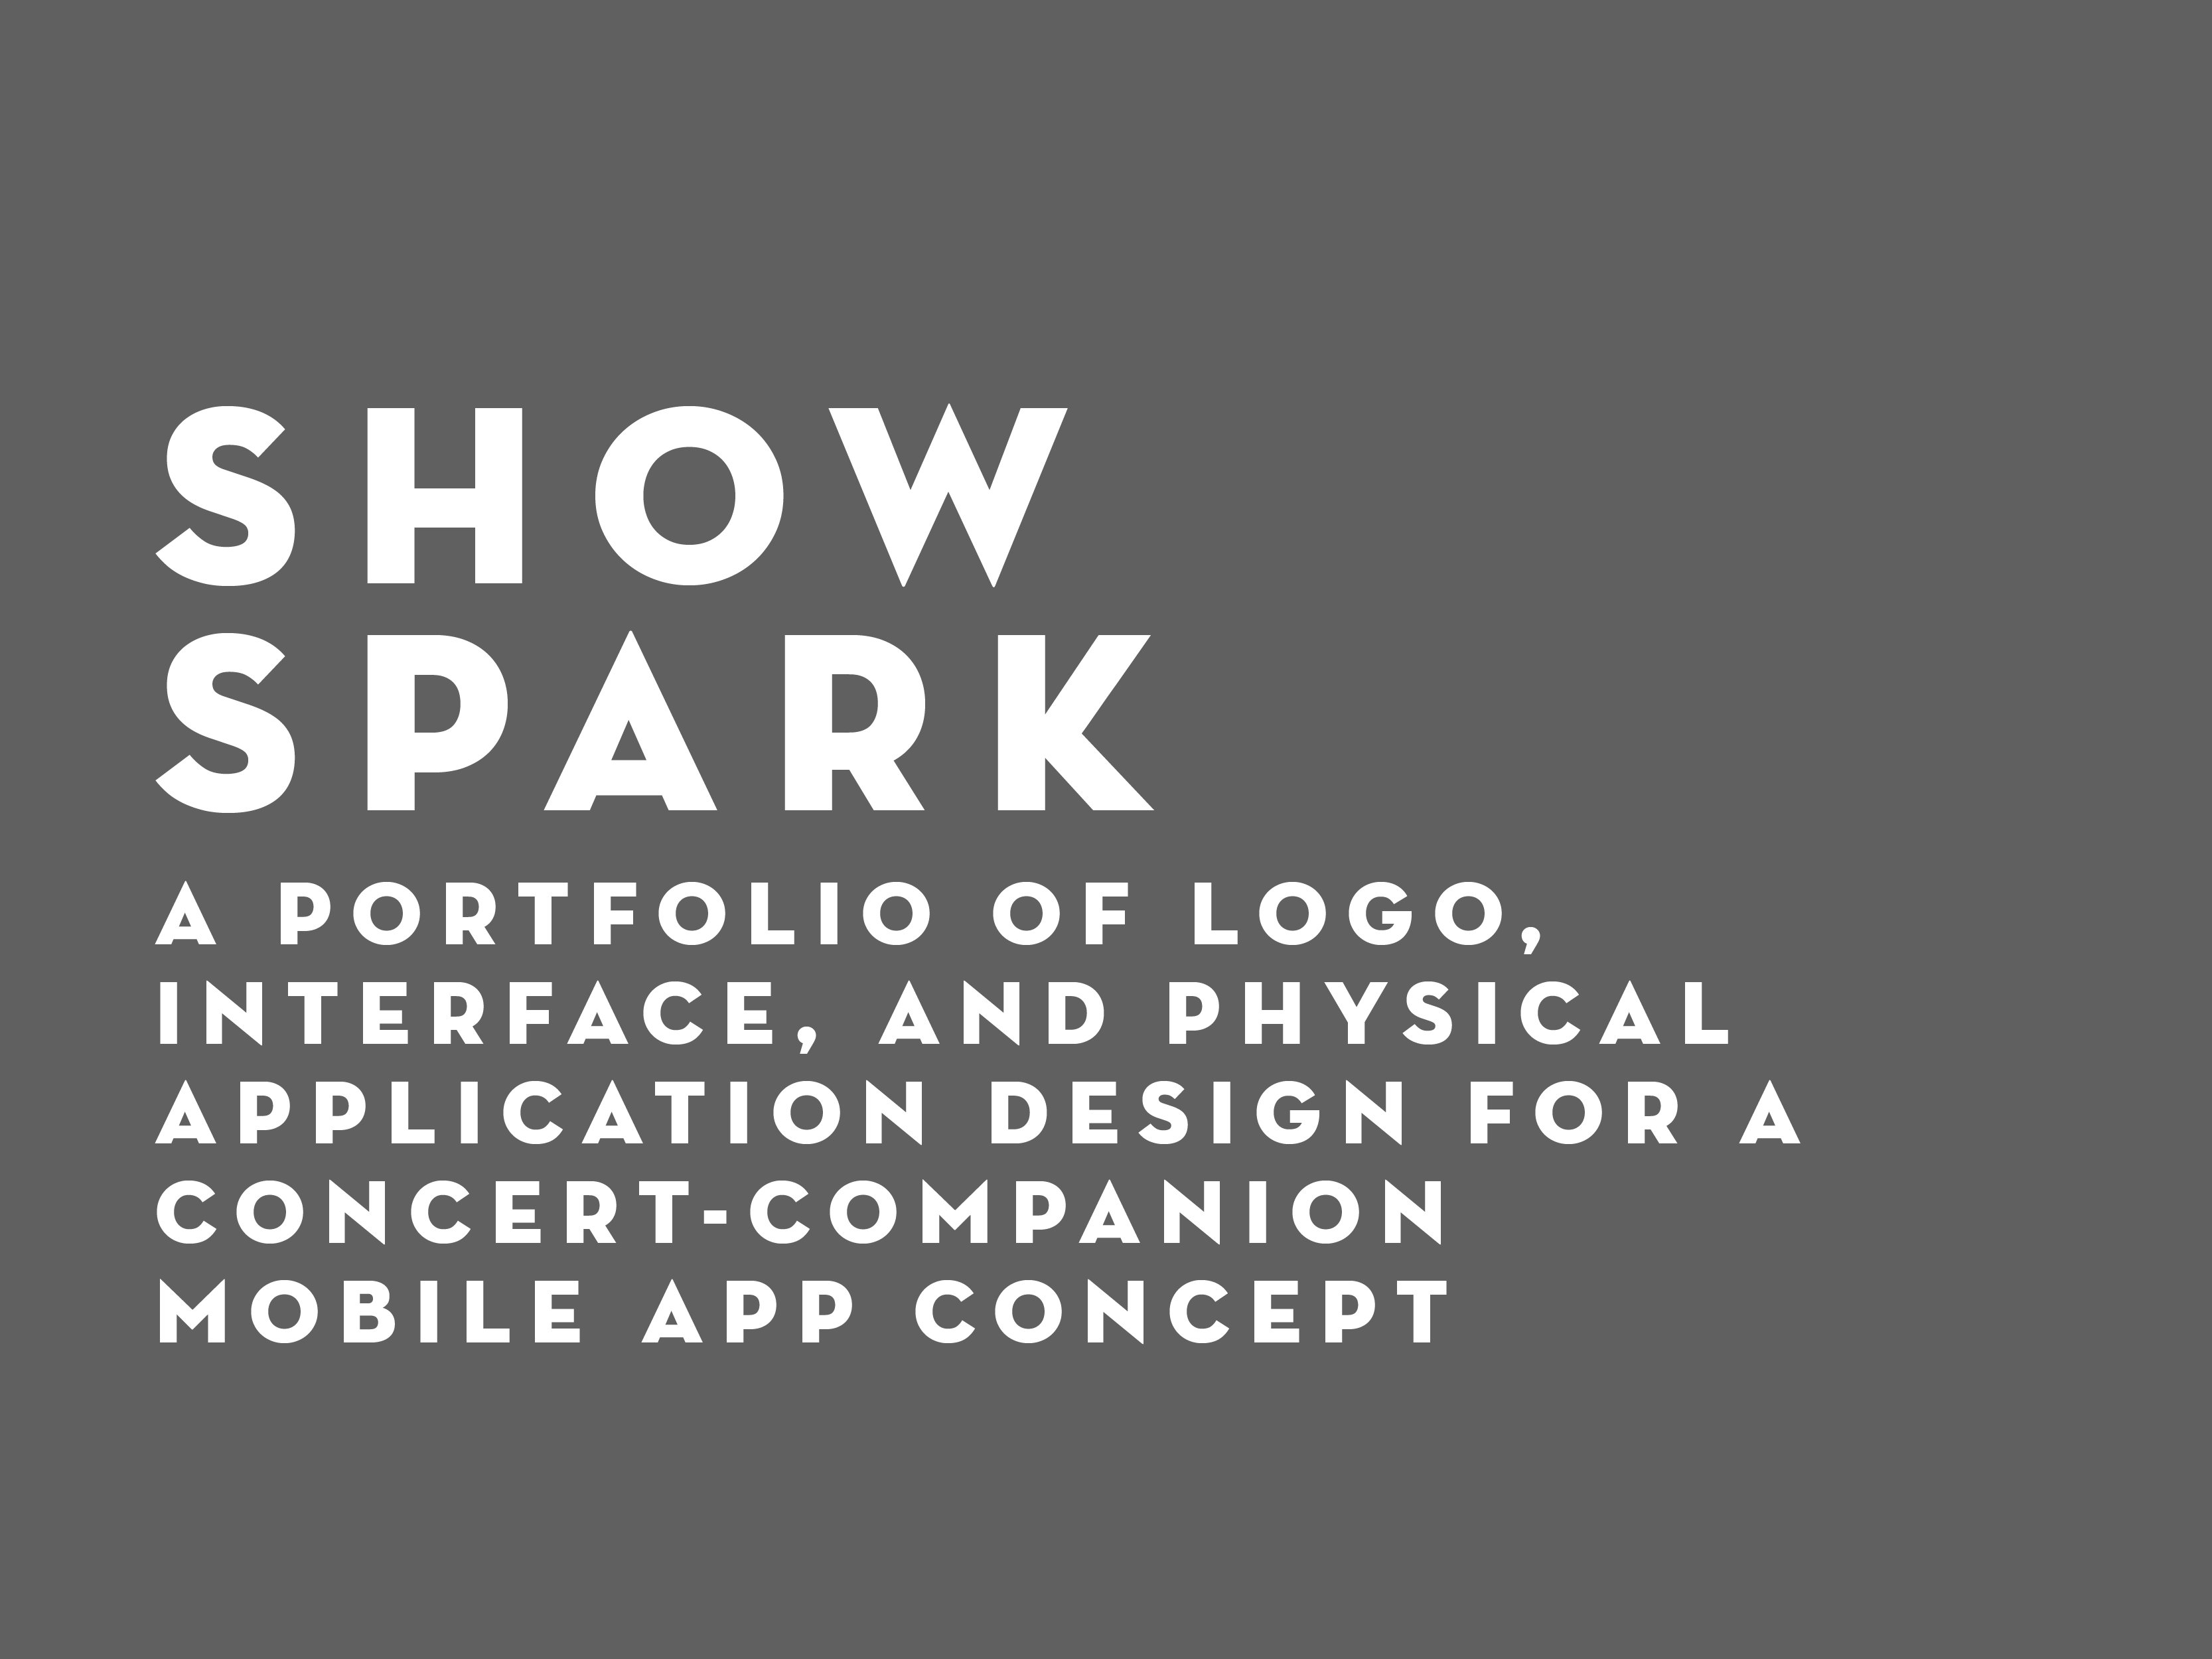 SHOW
SPARK
A PORTFOLIO OF LOGO,
INTERFACE, AND PHYSICAL
APPLICATION DESIGN FOR A
CONCERT-COMPANION
MOBILE APP CONCEPT